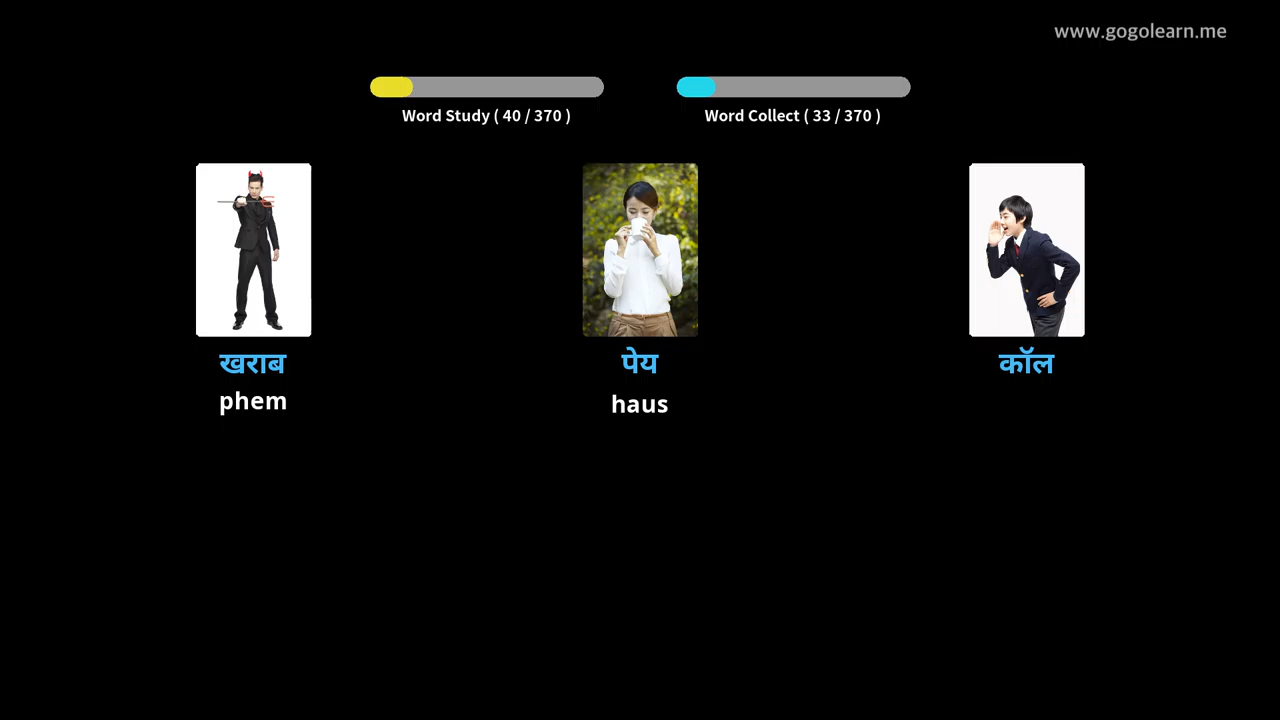 www.gogolearn.me
Word Study ( 40 / 370 )
Word Collect ( 33 / 370 )
खराब
पेय
कॉल
phem
haus